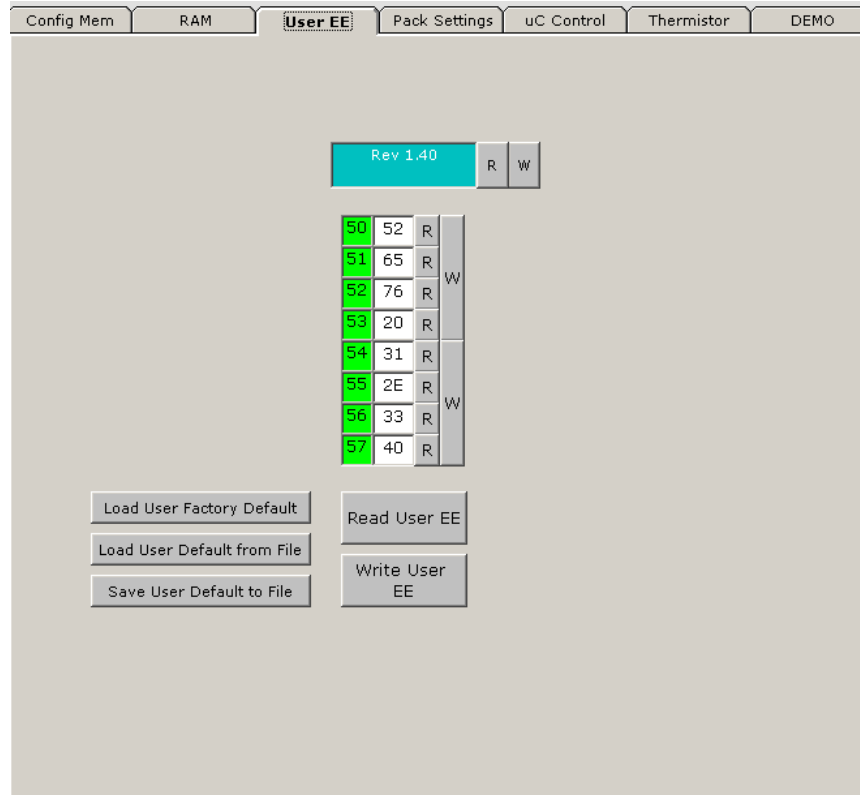 Config Mem RAM User EE Pack Settings uC Control Thermistor DEMO
Rev 1.40 R W
50 52 R
51 65 R
52 76 R
W
53 20 R
54 31 R
55 2E R
56 33 R
W
57 40 R
Load User Factory Default
Load User Default from File
Save User Default to File
Read User EE
Write User
EE